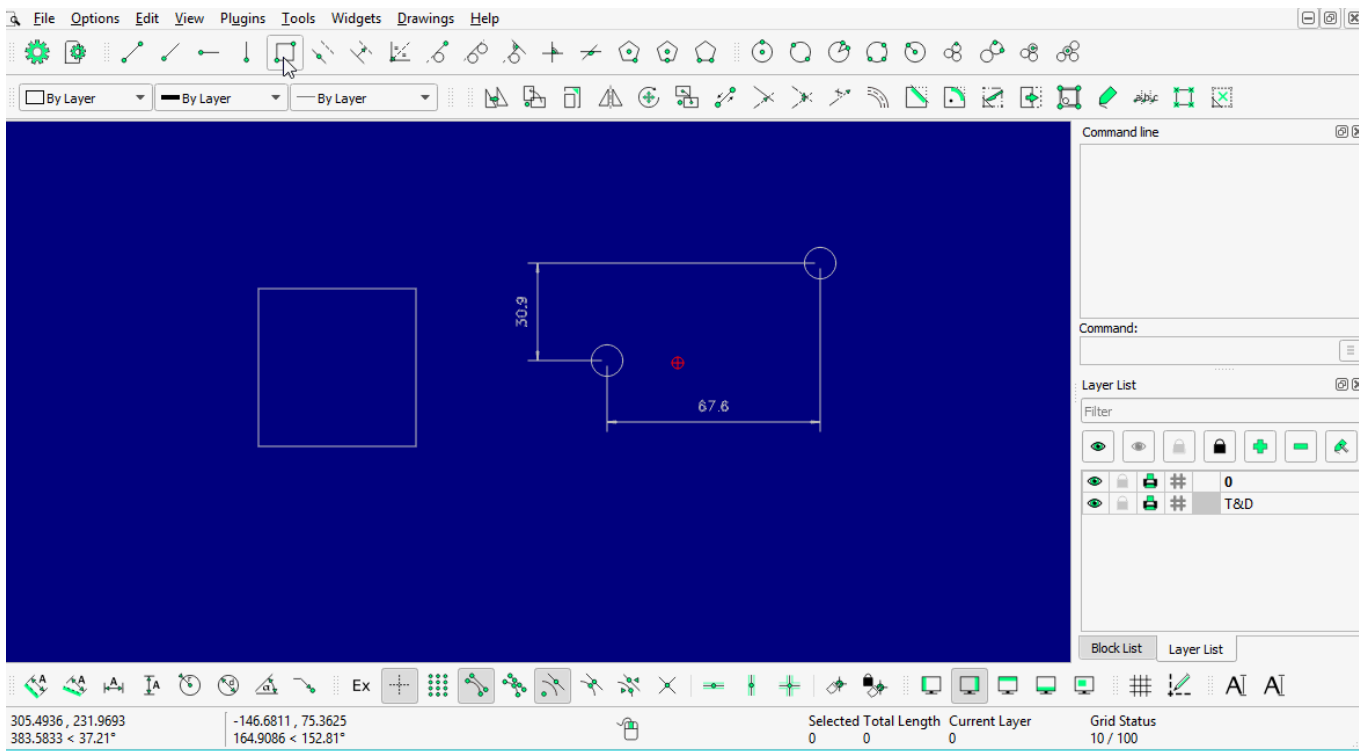 File Options Edit View Plugins Tools Widgets Drawings Help
By Layer By Layer By Layer
Command line
30.9
67.6
Command:
Layer List
Filter
0
T&D
Block List Layer List
Ex
305.4936 , 231.9693 -146.6811 , 75.3625 Selected Total Length Current Layer Grid Status
383.5833 < 37.21° 164.9086 < 152.81° 0 0 0 10 / 100